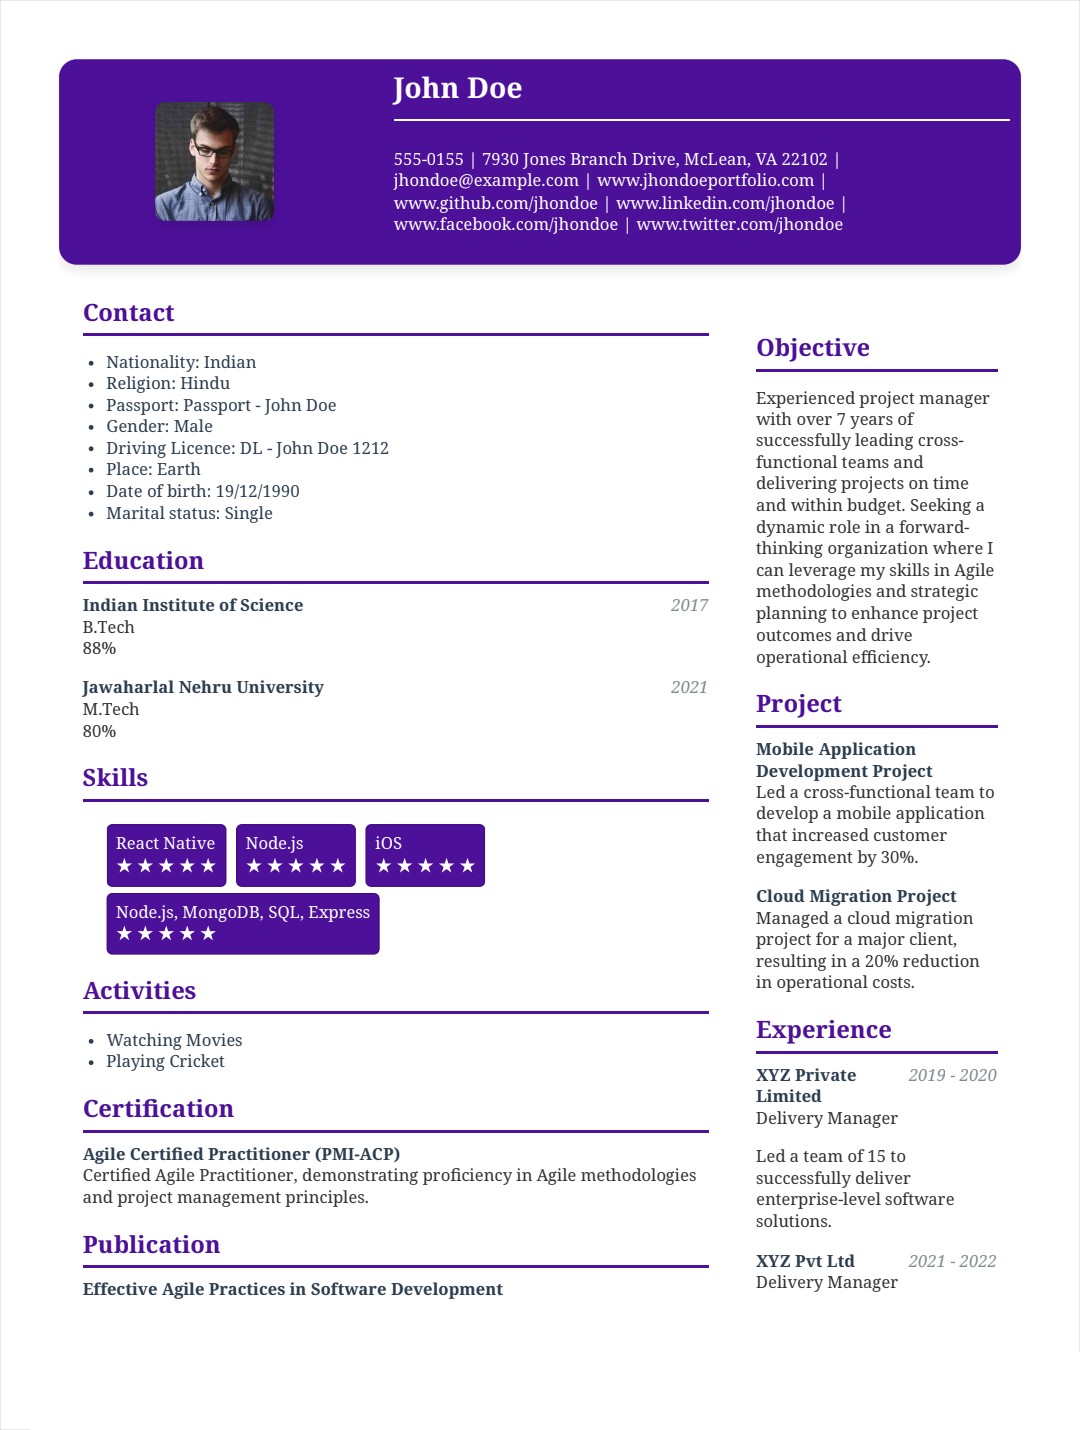 John Doe
555-0155 | 7930 Jones Branch Drive, McLean, VA 22102 |
jhondoe@example.com | www.jhondoeportfolio.com |
www.github.com/jhondoe | www.linkedin.com/jhondoe |
www.facebook.com/jhondoe | www.twitter.com/jhondoe
Contact
• Nationality: Indian
• Religion: Hindu
• Passport: Passport - John Doe
• Gender: Male
• Driving Licence: DL - John Doe 1212
• Place: Earth
• Date of birth: 19/12/1990
• Marital status: Single
Education
Indian Institute of Science 2017
B.Tech
88%
Jawaharlal Nehru University 2021
M.Tech
80%
Skills
React Native
★ ★ ★ ★ ★
Node.js
★ ★ ★ ★ ★
iOS
★ ★ ★ ★ ★
Node.js, MongoDB, SQL, Express
★ ★ ★ ★ ★
Activities
• Watching Movies
• Playing Cricket
Certification
Agile Certified Practitioner (PMI-ACP)
Certified Agile Practitioner, demonstrating proficiency in Agile methodologies
and project management principles.
Publication
Effective Agile Practices in Software Development
Objective
Experienced project manager
with over 7 years of
successfully leading cross-
functional teams and
delivering projects on time
and within budget. Seeking a
dynamic role in a forward-
thinking organization where I
can leverage my skills in Agile
methodologies and strategic
planning to enhance project
outcomes and drive
operational efficiency.
Project
Mobile Application
Development Project
Led a cross-functional team to
develop a mobile application
that increased customer
engagement by 30%.
Cloud Migration Project
Managed a cloud migration
project for a major client,
resulting in a 20% reduction
in operational costs.
Experience
XYZ Private 2019 - 2020
Limited
Delivery Manager
Led a team of 15 to
successfully deliver
enterprise-level software
solutions.
XYZ Pvt Ltd 2021 - 2022
Delivery Manager